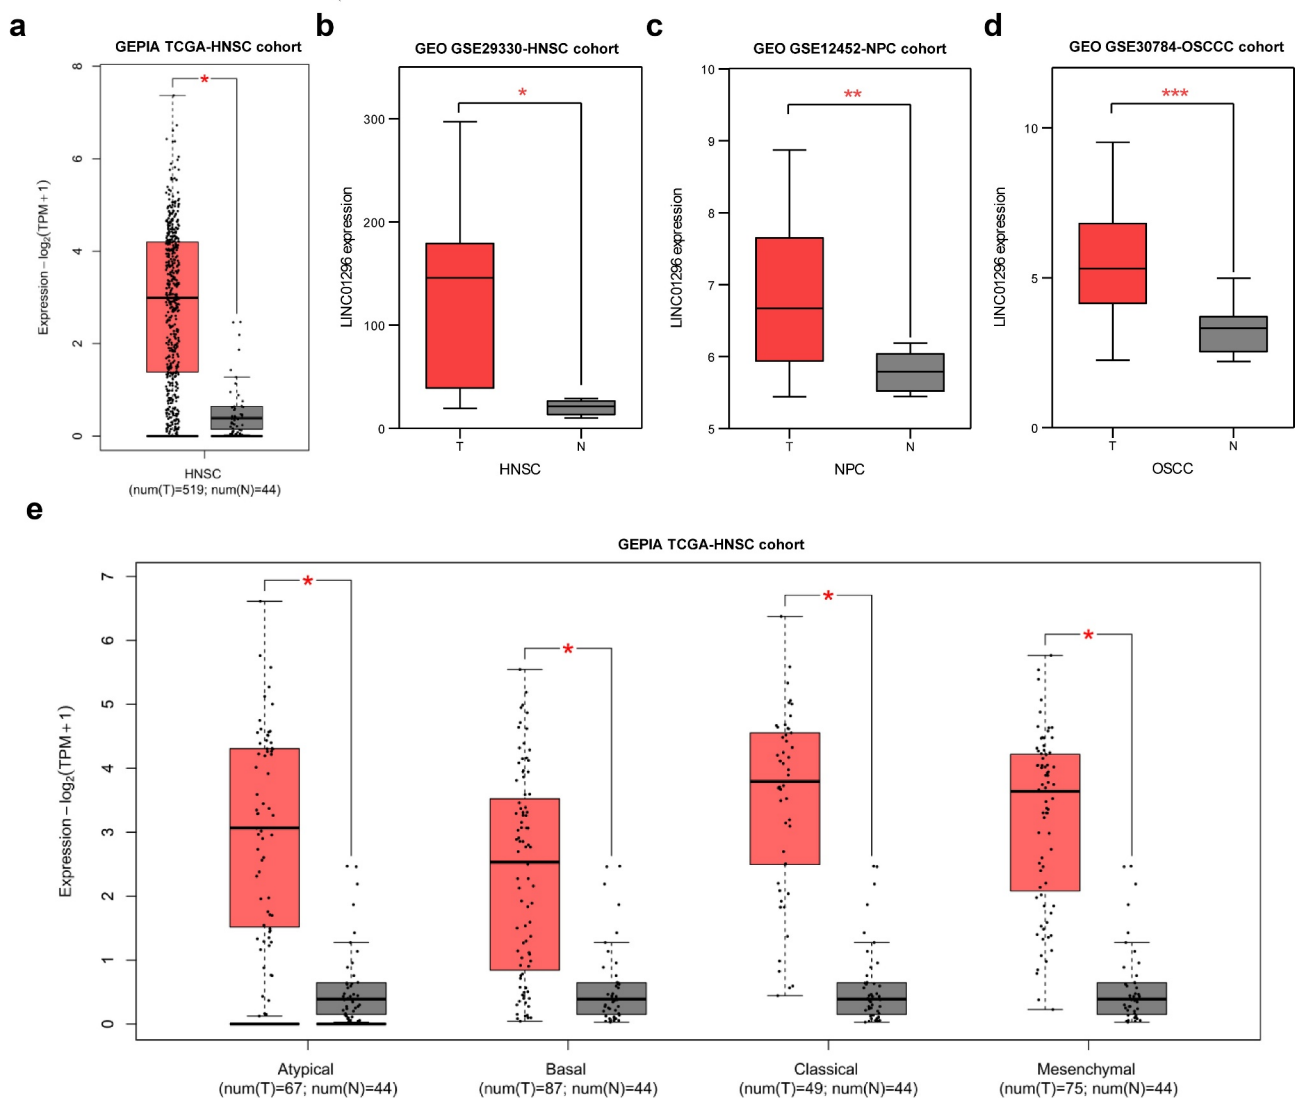 a
GEPIA TCGA-HNSC cohort
*
Expression – log₂(TPM + 1)
8
6
4
2
0
HNSC
(num(T)=519; num(N)=44)
b
GEO GSE29330-HNSC cohort
*
LINC01296 expression
300
200
100
0
T N
HNSC
c
GEO GSE12452-NPC cohort
**
LINC01296 expression
10
9
8
7
6
5
T N
NPC
d
GEO GSE30784-OSCCC cohort
***
LINC01296 expression
10
5
0
T N
OSCC
e
GEPIA TCGA-HNSC cohort
* * * *
Expression – log₂(TPM + 1)
7
6
5
4
3
2
1
0
Atypical
(num(T)=67; num(N)=44)
Basal
(num(T)=87; num(N)=44)
Classical
(num(T)=49; num(N)=44)
Mesenchymal
(num(T)=75; num(N)=44)